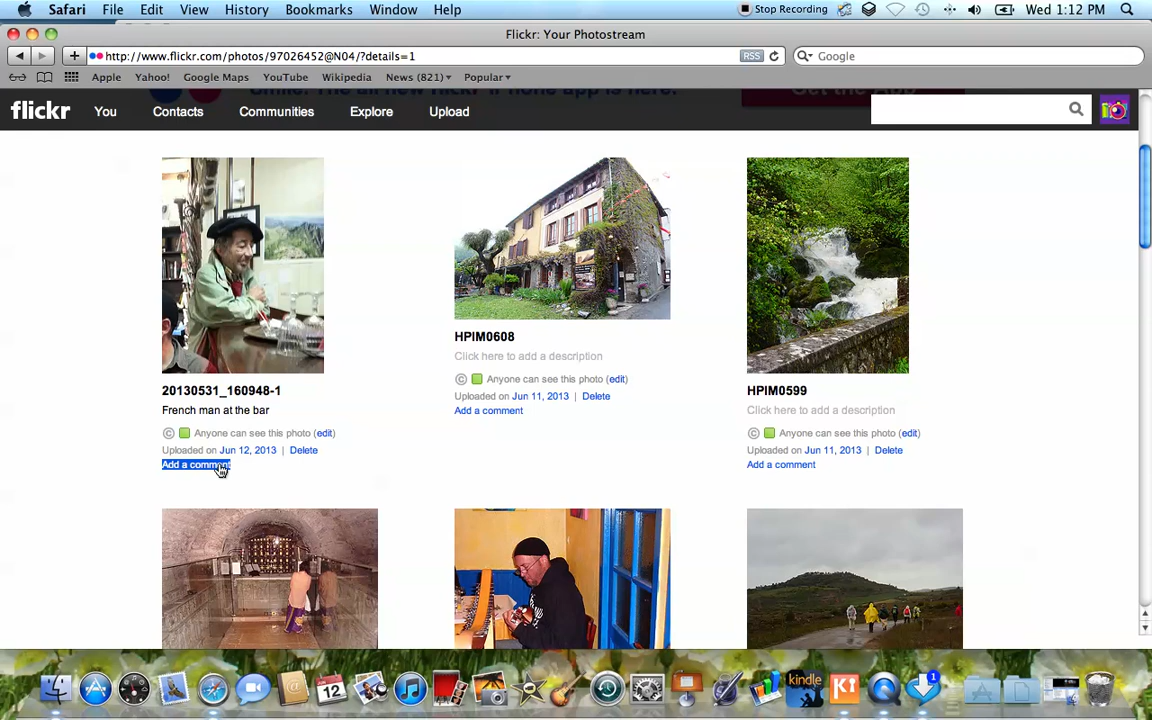 Safari File Edit View History Bookmarks Window Help Stop Recording Wed 1:12 PM
Flickr: Your Photostream
http://www.flickr.com/photos/97026452@N04/?details=1 RSS Google
Apple Yahoo! Google Maps YouTube Wikipedia News (821) Popular
flickr You Contacts Communities Explore Upload
20130531_160948-1
French man at the bar
© Anyone can see this photo (edit)
Uploaded on Jun 12, 2013 | Delete
Add a comment
HPIM0608
Click here to add a description
© Anyone can see this photo (edit)
Uploaded on Jun 11, 2013 | Delete
Add a comment
HPIM0599
Click here to add a description
© Anyone can see this photo (edit)
Uploaded on Jun 11, 2013 | Delete
Add a comment
12
kindle
1